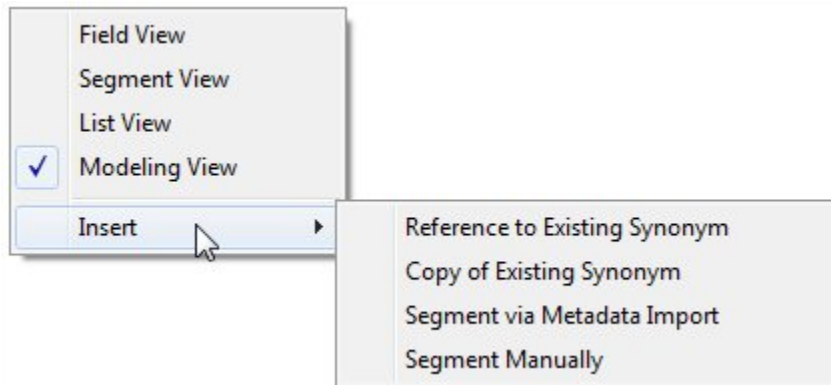 Field View
Segment View
List View
Modeling View
Insert
Reference to Existing Synonym
Copy of Existing Synonym
Segment via Metadata Import
Segment Manually